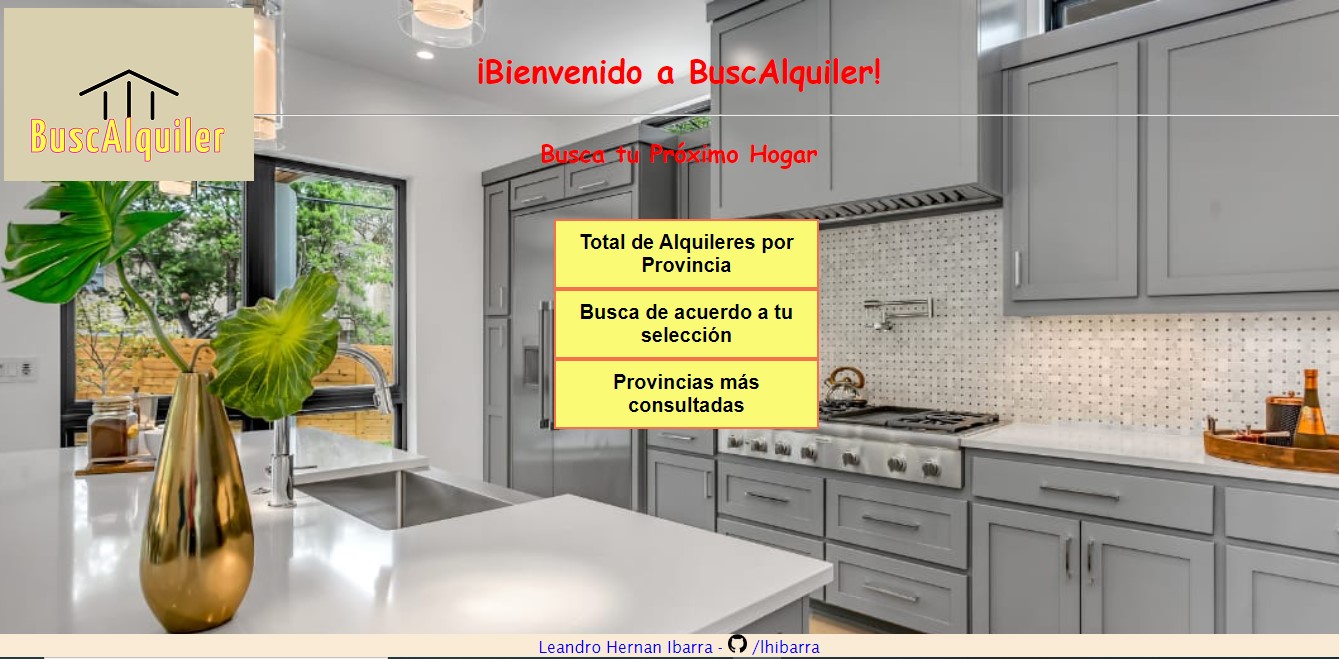 BuscAlquiler
¡Bienvenido a BuscAlquiler!
Busca tu Próximo Hogar
Total de Alquileres por
Provincia
Busca de acuerdo a tu
selección
Provincias más
consultadas
Leandro Hernan Ibarra - /lhibarra